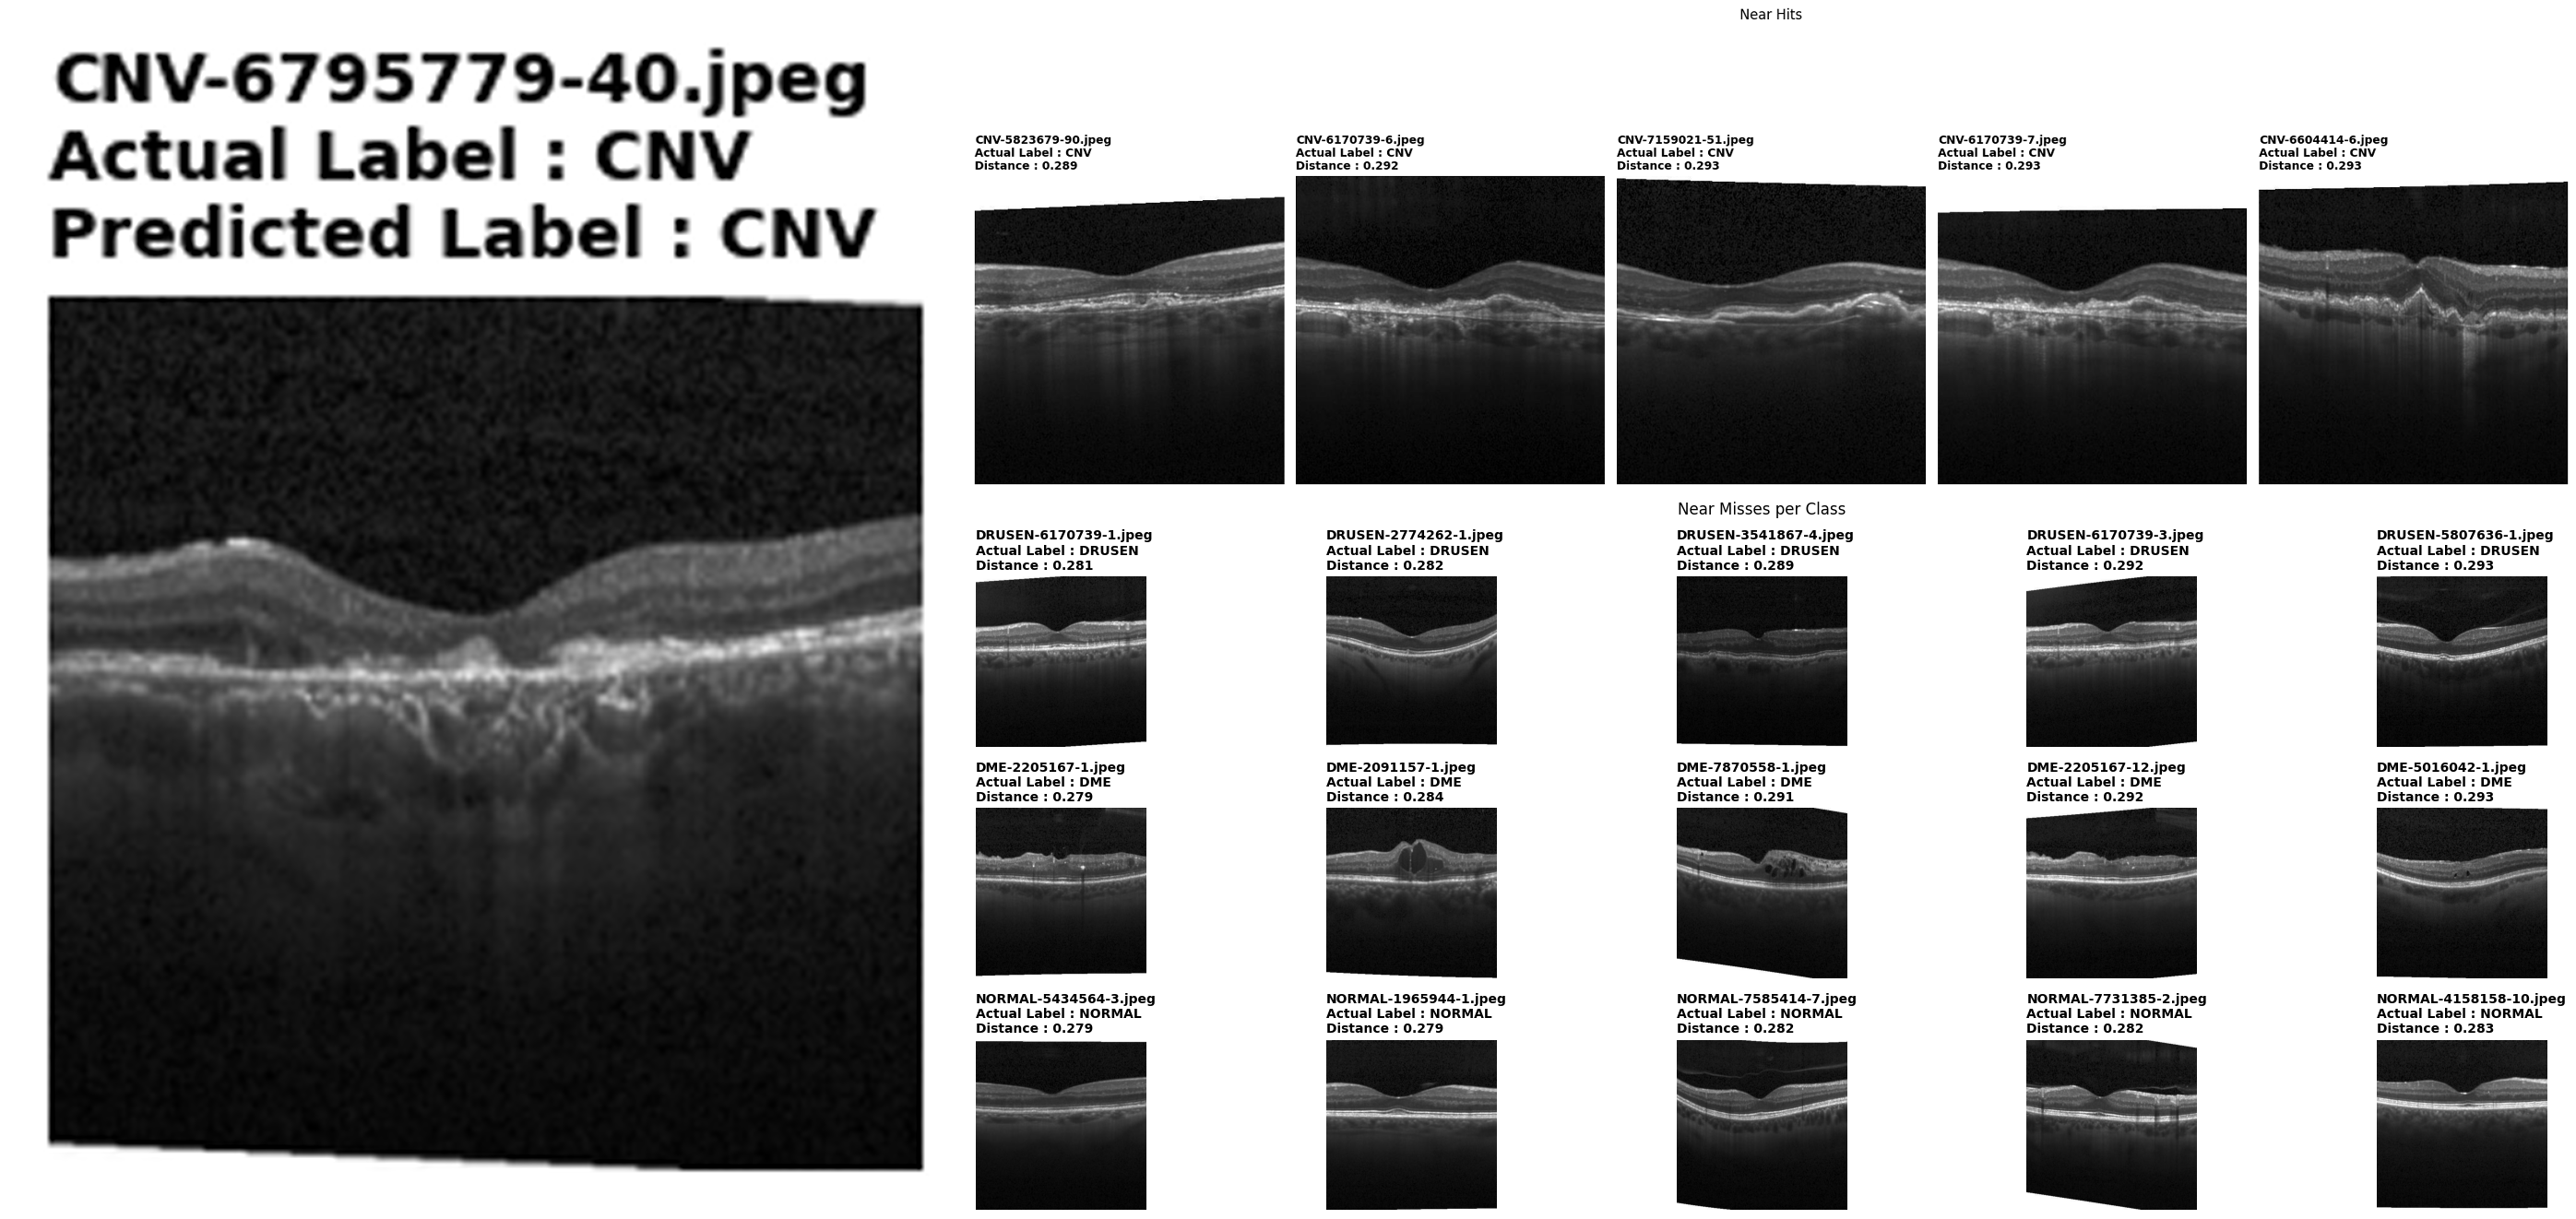 CNV-6795779-40.jpeg
Actual Label : CNV
Predicted Label : CNV
Near Hits
CNV-5823679-90.jpeg
Actual Label : CNV
Distance : 0.289
CNV-6170739-6.jpeg
Actual Label : CNV
Distance : 0.292
CNV-7159021-51.jpeg
Actual Label : CNV
Distance : 0.293
CNV-6170739-7.jpeg
Actual Label : CNV
Distance : 0.293
CNV-6604414-6.jpeg
Actual Label : CNV
Distance : 0.293
Near Misses per Class
DRUSEN-6170739-1.jpeg
Actual Label : DRUSEN
Distance : 0.281
DRUSEN-2774262-1.jpeg
Actual Label : DRUSEN
Distance : 0.282
DRUSEN-3541867-4.jpeg
Actual Label : DRUSEN
Distance : 0.289
DRUSEN-6170739-3.jpeg
Actual Label : DRUSEN
Distance : 0.292
DRUSEN-5807636-1.jpeg
Actual Label : DRUSEN
Distance : 0.293
DME-2205167-1.jpeg
Actual Label : DME
Distance : 0.279
DME-2091157-1.jpeg
Actual Label : DME
Distance : 0.284
DME-7870558-1.jpeg
Actual Label : DME
Distance : 0.291
DME-2205167-12.jpeg
Actual Label : DME
Distance : 0.292
DME-5016042-1.jpeg
Actual Label : DME
Distance : 0.293
NORMAL-5434564-3.jpeg
Actual Label : NORMAL
Distance : 0.279
NORMAL-1965944-1.jpeg
Actual Label : NORMAL
Distance : 0.279
NORMAL-7585414-7.jpeg
Actual Label : NORMAL
Distance : 0.282
NORMAL-7731385-2.jpeg
Actual Label : NORMAL
Distance : 0.282
NORMAL-4158158-10.jpeg
Actual Label : NORMAL
Distance : 0.283